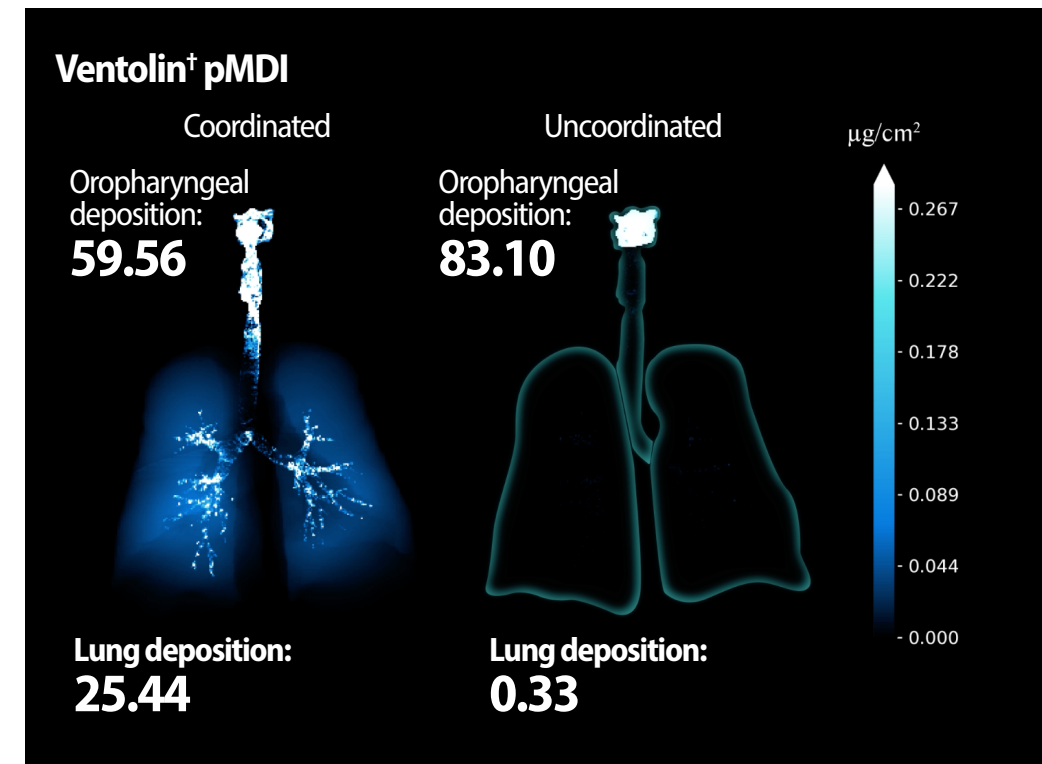 Ventolin† pMDI
Coordinated
Uncoordinated
µg/cm²
Oropharyngeal
deposition:
59.56
Oropharyngeal
deposition:
83.10
- 0.267
- 0.222
- 0.178
- 0.133
- 0.089
- 0.044
- 0.000
Lung deposition:
25.44
Lung deposition:
0.33